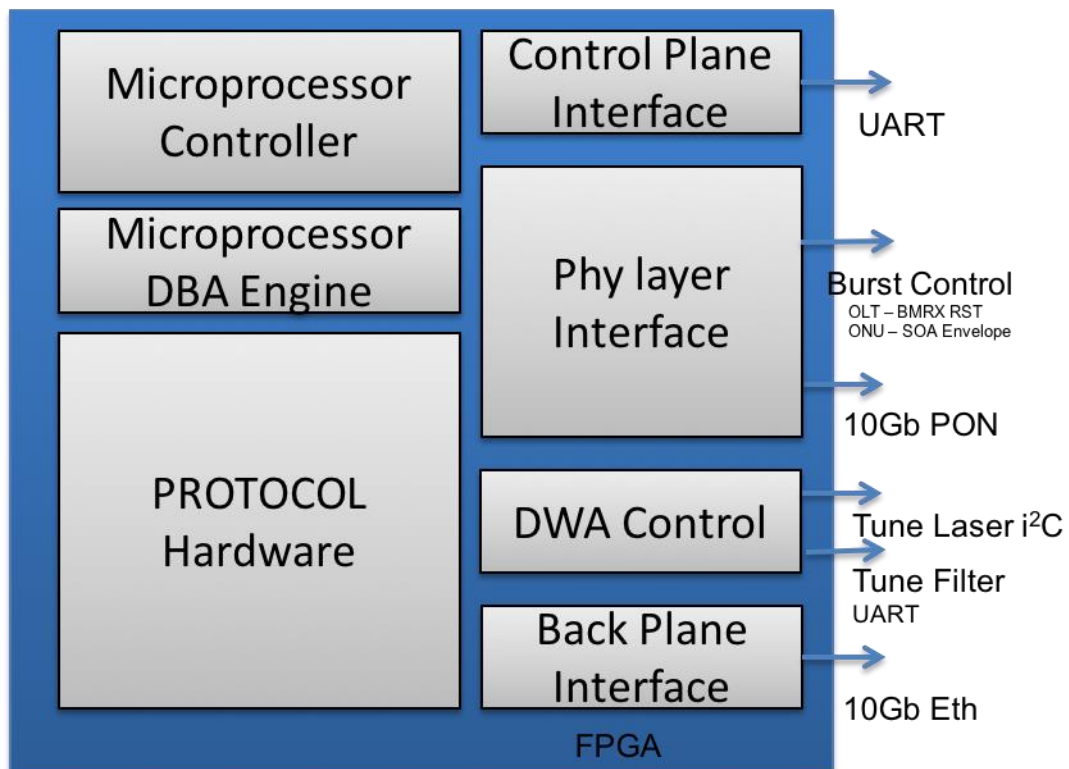 Microprocessor
Controller
Microprocessor
DBA Engine
PROTOCOL
Hardware
Control Plane
Interface
UART
Phy layer
Interface
Burst Control
OLT – BMRX RST
ONU – SOA Envelope
10Gb PON
DWA Control
Tune Laser i²C
Tune Filter
UART
Back Plane
Interface
10Gb Eth
FPGA